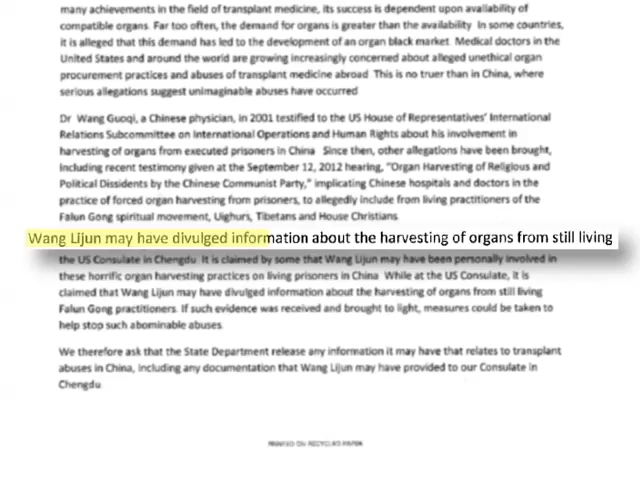 many achievements in the field of transplant medicine, its success is dependent upon availability of
compatible organs. Far too often, the demand for organs is greater than the availability In some countries,
it is alleged that this demand has led to the development of an organ black market. Medical doctors in the
United States and around the world are growing increasingly concerned about alleged unethical organ
procurement practices and abuses of transplant medicine abroad This is no truer than in China, where
serious allegations suggest unimaginable abuses have occurred
Dr Wang Guoqi, a Chinese physician, in 2001 testified to the US House of Representatives' International
Relations Subcommittee on International Operations and Human Rights about his involvement in
harvesting of organs from executed prisoners in China Since then, other allegations have been brought,
including recent testimony given at the September 12, 2012 hearing, "Organ Harvesting of Religious and
Political Dissidents by the Chinese Communist Party," implicating Chinese hospitals and doctors in the
practice of forced organ harvesting from prisoners, to allegedly include from living practitioners of the
Falun Gong spiritual movement, Uighurs, Tibetans and House Christians
Wang Lijun may have divulged information about the harvesting of organs from still living
the US Consulate in Chengdu It is claimed by some that Wang Lijun may have been personally involved in
these horrific organ harvesting practices on living prisoners in China While at the US Consulate, it is
claimed that Wang Lijun may have divulged information about the harvesting of organs from still living
Falun Gong practitioners. If such evidence was received and brought to light, measures could be taken to
help stop such abominable abuses
We therefore ask that the State Department release any information it may have that relates to transplant
abuses in China, including any documentation that Wang Lijun may have provided to our Consulate in
Chengdu
PRINTED ON RECYCLED PAPER